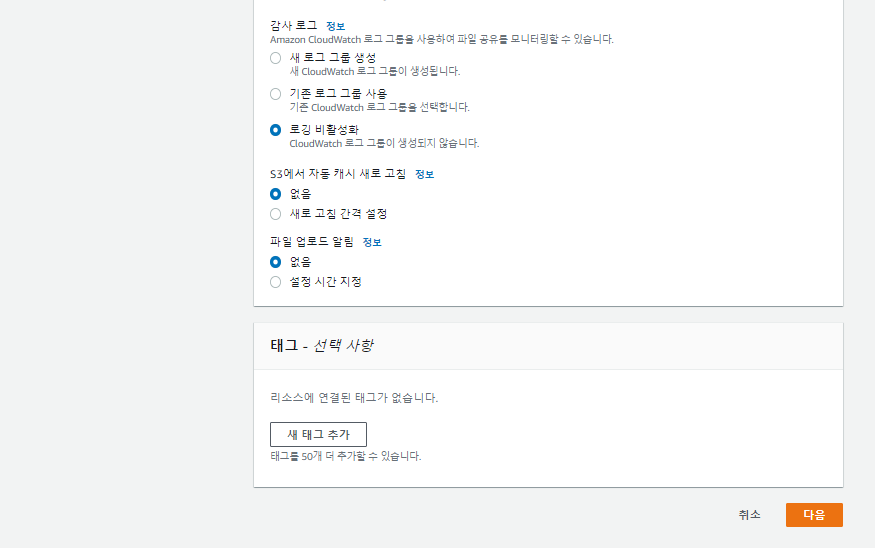 감사 로그 정보
Amazon CloudWatch 로그 그룹을 사용하여 파일 공유를 모니터링할 수 있습니다.
새 로그 그룹 생성
새 CloudWatch 로그 그룹이 생성됩니다.
기존 로그 그룹 사용
기존 CloudWatch 로그 그룹을 선택합니다.
로깅 비활성화
CloudWatch 로그 그룹이 생성되지 않습니다.
S3에서 자동 캐시 새로 고침 정보
없음
새로 고침 간격 설정
파일 업로드 알림 정보
없음
설정 시간 지정
태그 - 선택 사항
리소스에 연결된 태그가 없습니다.
새 태그 추가
태그를 50개 더 추가할 수 있습니다.
취소 다음